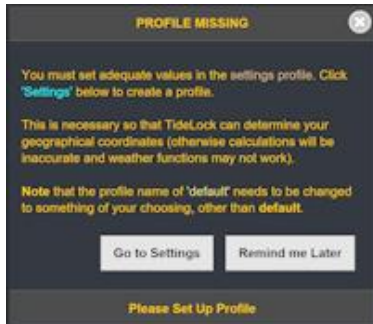 PROFILE MISSING
You must set adequate values in the settings profile. Click
'Settings' below to create a profile.
This is necessary so that TideLock can determine your
geographical coordinates (otherwise calculations will be
inaccurate and weather functions may not work).
Note that the profile name of 'default' needs to be changed
to something of your choosing, other than default.
Go to Settings
Remind me Later
Please Set Up Profile